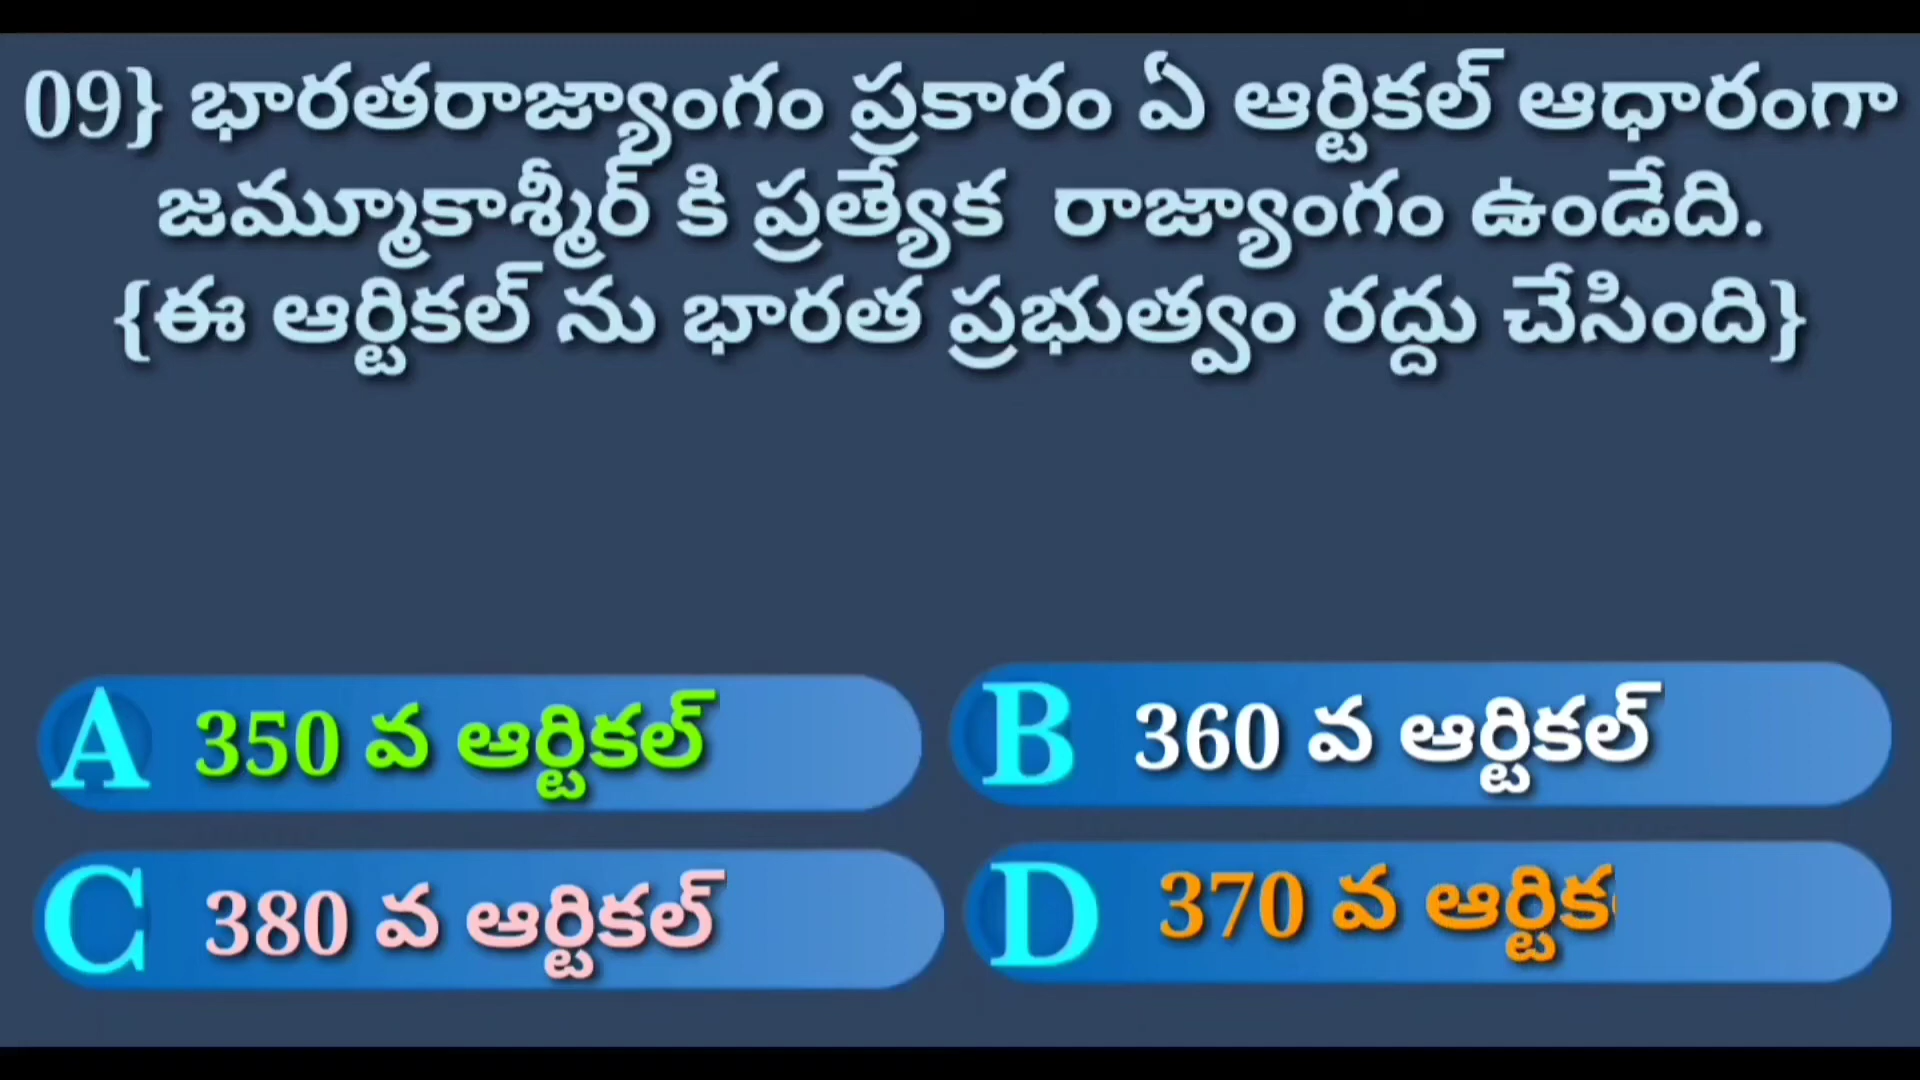 09} భారతరాజ్యాంగం ప్రకారం ఏ ఆర్టికల్ ఆధారంగా
జమ్మూకాశ్మీర్ కి ప్రత్యేక రాజ్యాంగం ఉండేది.
{ఈ ఆర్టికల్ ను భారత ప్రభుత్వం రద్దు చేసింది}
A 350 వ ఆర్టికల్
B 360 వ ఆర్టికల్
C 380 వ ఆర్టికల్
D 370 వ